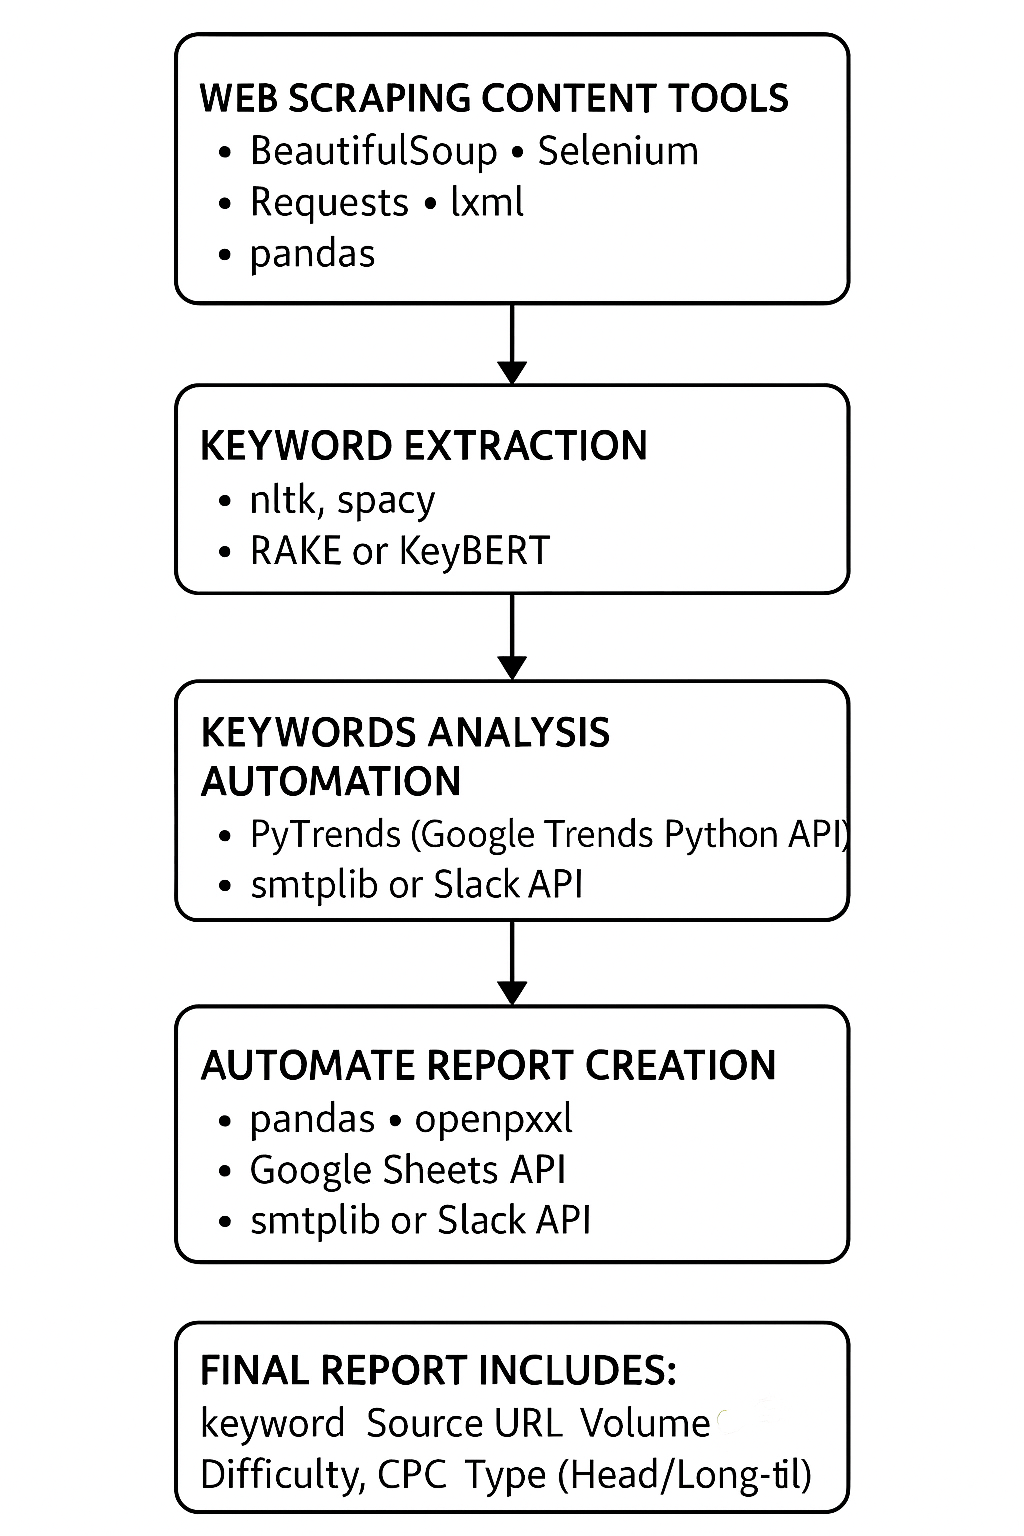 WEB SCRAPING CONTENT TOOLS
• BeautifulSoup • Selenium
• Requests • lxml
• pandas
KEYWORD EXTRACTION
• nltk, spacy
• RAKE or KeyBERT
KEYWORDS ANALYSIS
AUTOMATION
• PyTrends (Google Trends Python API)
• smtplib or Slack API
AUTOMATE REPORT CREATION
• pandas • openpxxl
• Google Sheets API
• smtplib or Slack API
FINAL REPORT INCLUDES:
keyword Source URL Volume
Difficulty, CPC Type (Head/Long-til)